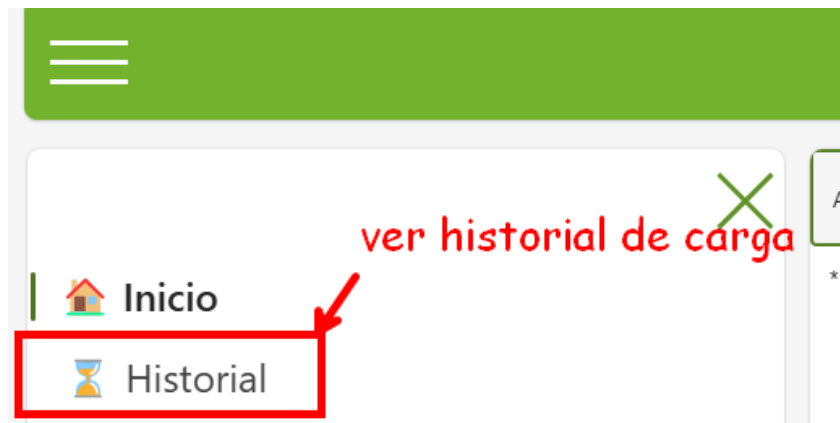 A
ver historial de carga
*
Inicio
Historial